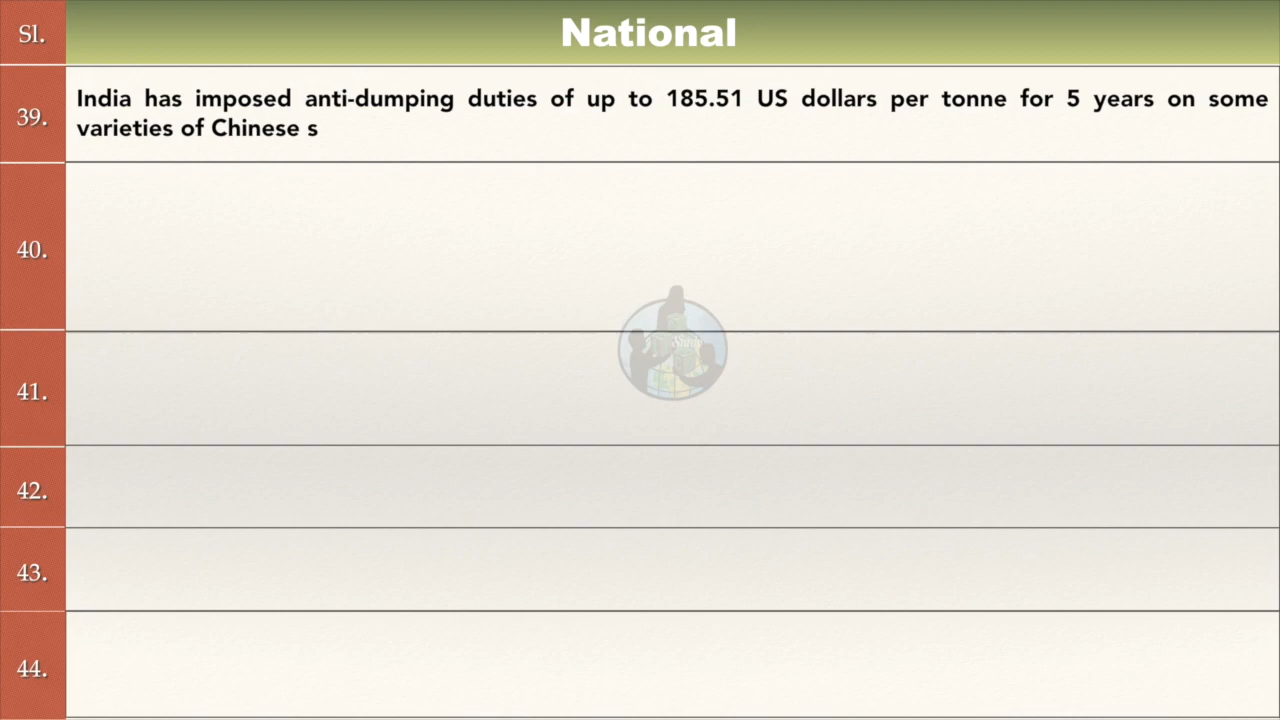 Sl.
National
39.
India has imposed anti-dumping duties of up to 185.51 US dollars per tonne for 5 years on some
varieties of Chinese s
40.
Study
41.
42.
43.
44.